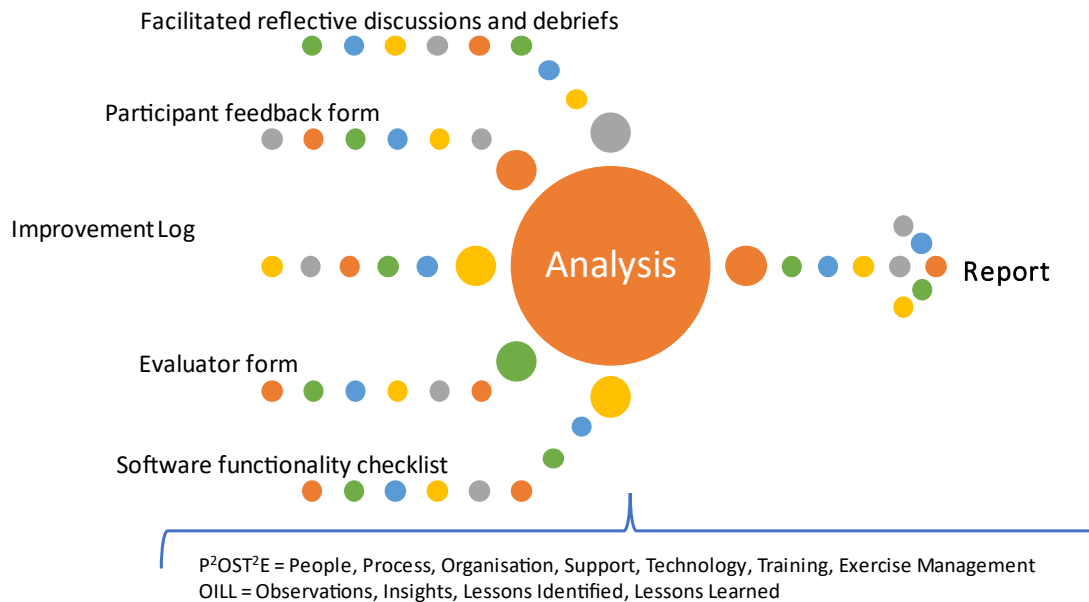 Facilitated reflective discussions and debriefs
Participant feedback form
Improvement Log
Analysis
Report
Evaluator form
Software functionality checklist
P²OST²E = People, Process, Organisation, Support, Technology, Training, Exercise Management
OILL = Observations, Insights, Lessons Identified, Lessons Learned